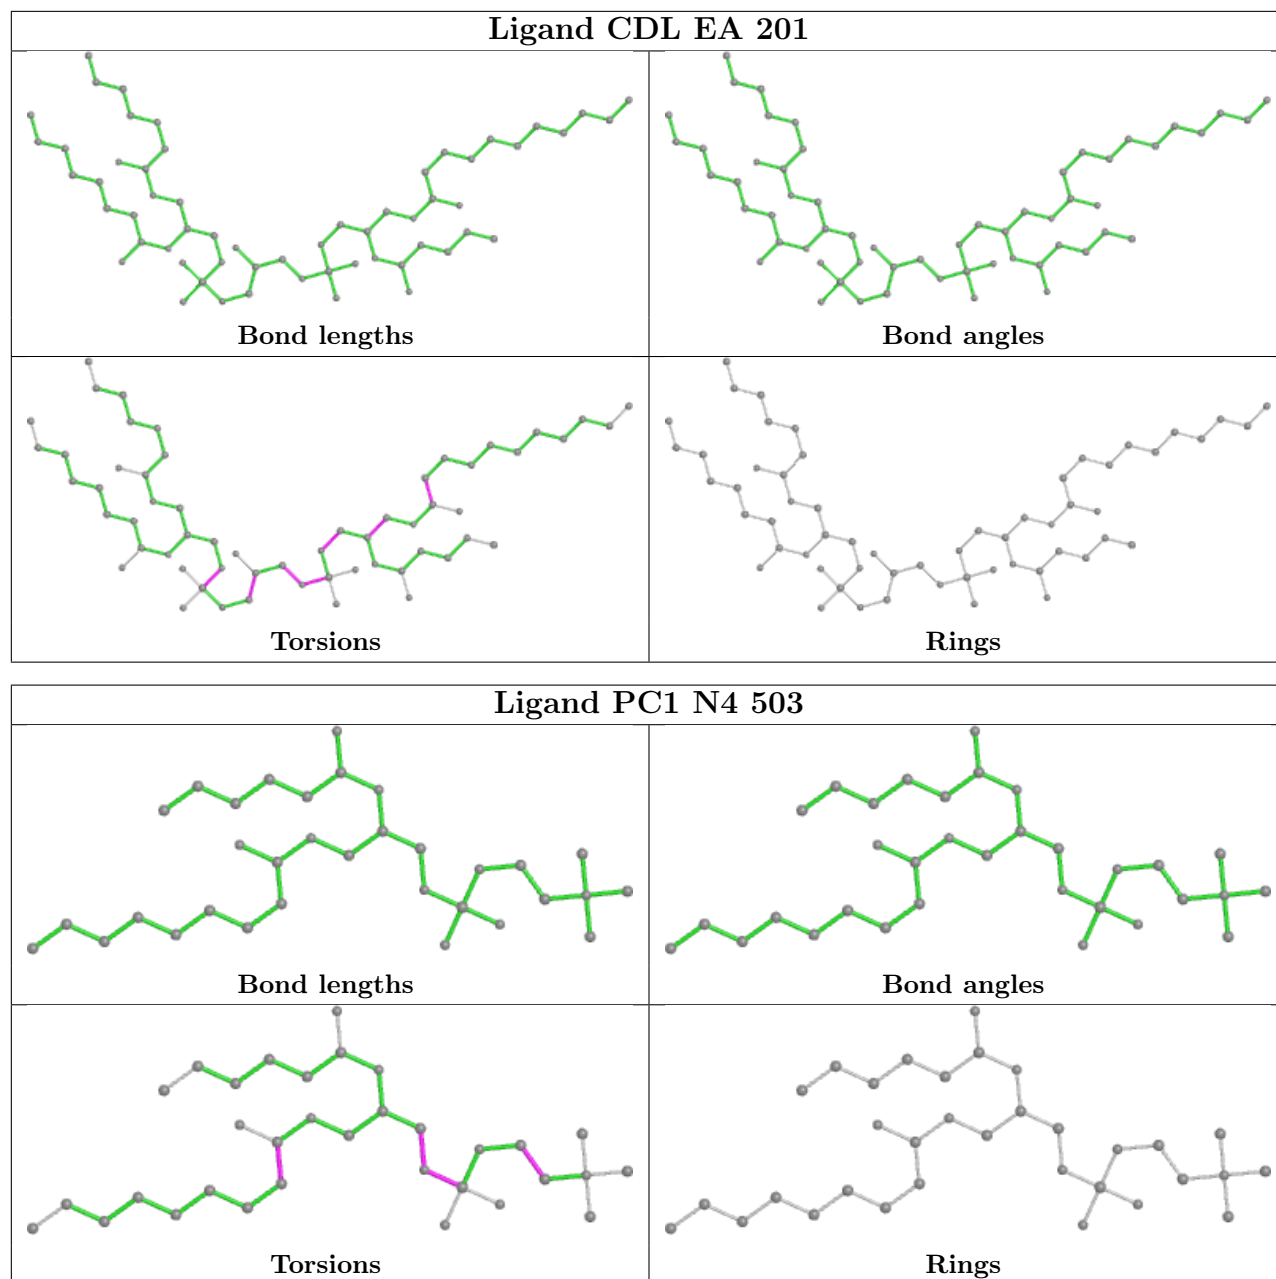 Ligand CDL EA 201
Bond lengths
Bond angles
Torsions
Rings
Ligand PC1 N4 503
Bond lengths
Bond angles
Torsions
Rings